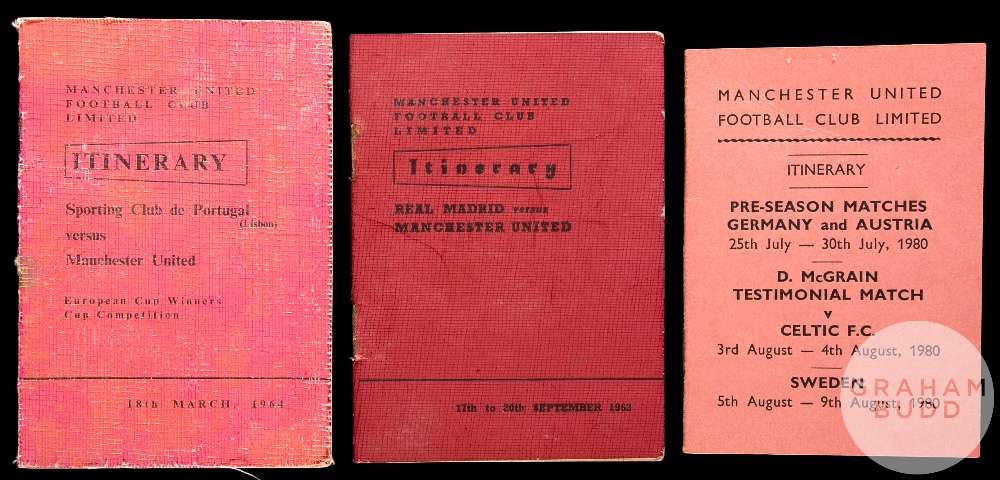 MANCHESTER UNITED
FOOTBALL CLUB
LIMITED
ITINERARY
Sporting Club de Portugal
(Lisbon)
versus
Manchester United
European Cup Winners
Cup Competition
18th MARCH, 1964
MANCHESTER UNITED
FOOTBALL CLUB
LIMITED
Itinerary
REAL MADRID versus
MANCHESTER UNITED
17th to 20th SEPTEMBER 1962
MANCHESTER UNITED
FOOTBALL CLUB LIMITED
ITINERARY
PRE-SEASON MATCHES
GERMANY and AUSTRIA
25th July — 30th July, 1980
D. McGRAIN
TESTIMONIAL MATCH
v
CELTIC F.C.
3rd August — 4th August, 1980
SWEDEN
5th August — 9th August, 1980
GRAHAM
BUDD